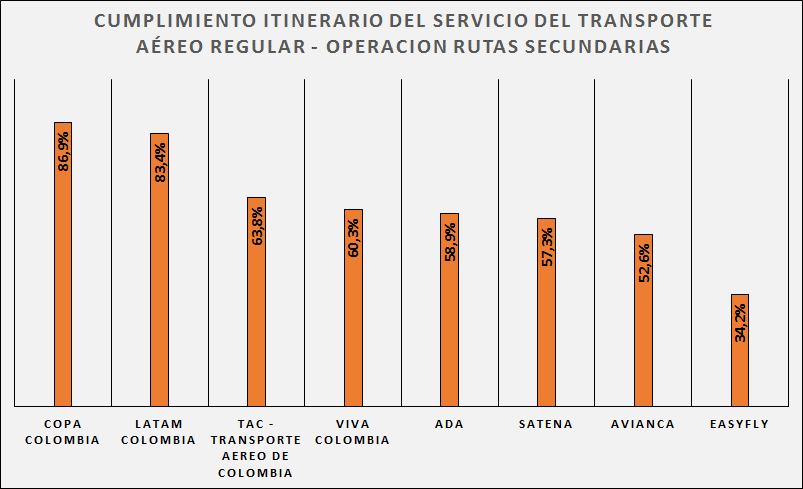 CUMPLIMIENTO ITINERARIO DEL SERVICIO DEL TRANSPORTE
AÉREO REGULAR - OPERACION RUTAS SECUNDARIAS
86,9%
83,4%
63,8%
60,3%
58,9%
57,3%
52,6%
34,2%
COPA
COLOMBIA
LATAM
COLOMBIA
TAC -
TRANSPORTE
AEREO DE
COLOMBIA
VIVA
COLOMBIA
ADA
SATENA
AVIANCA
EASYFLY